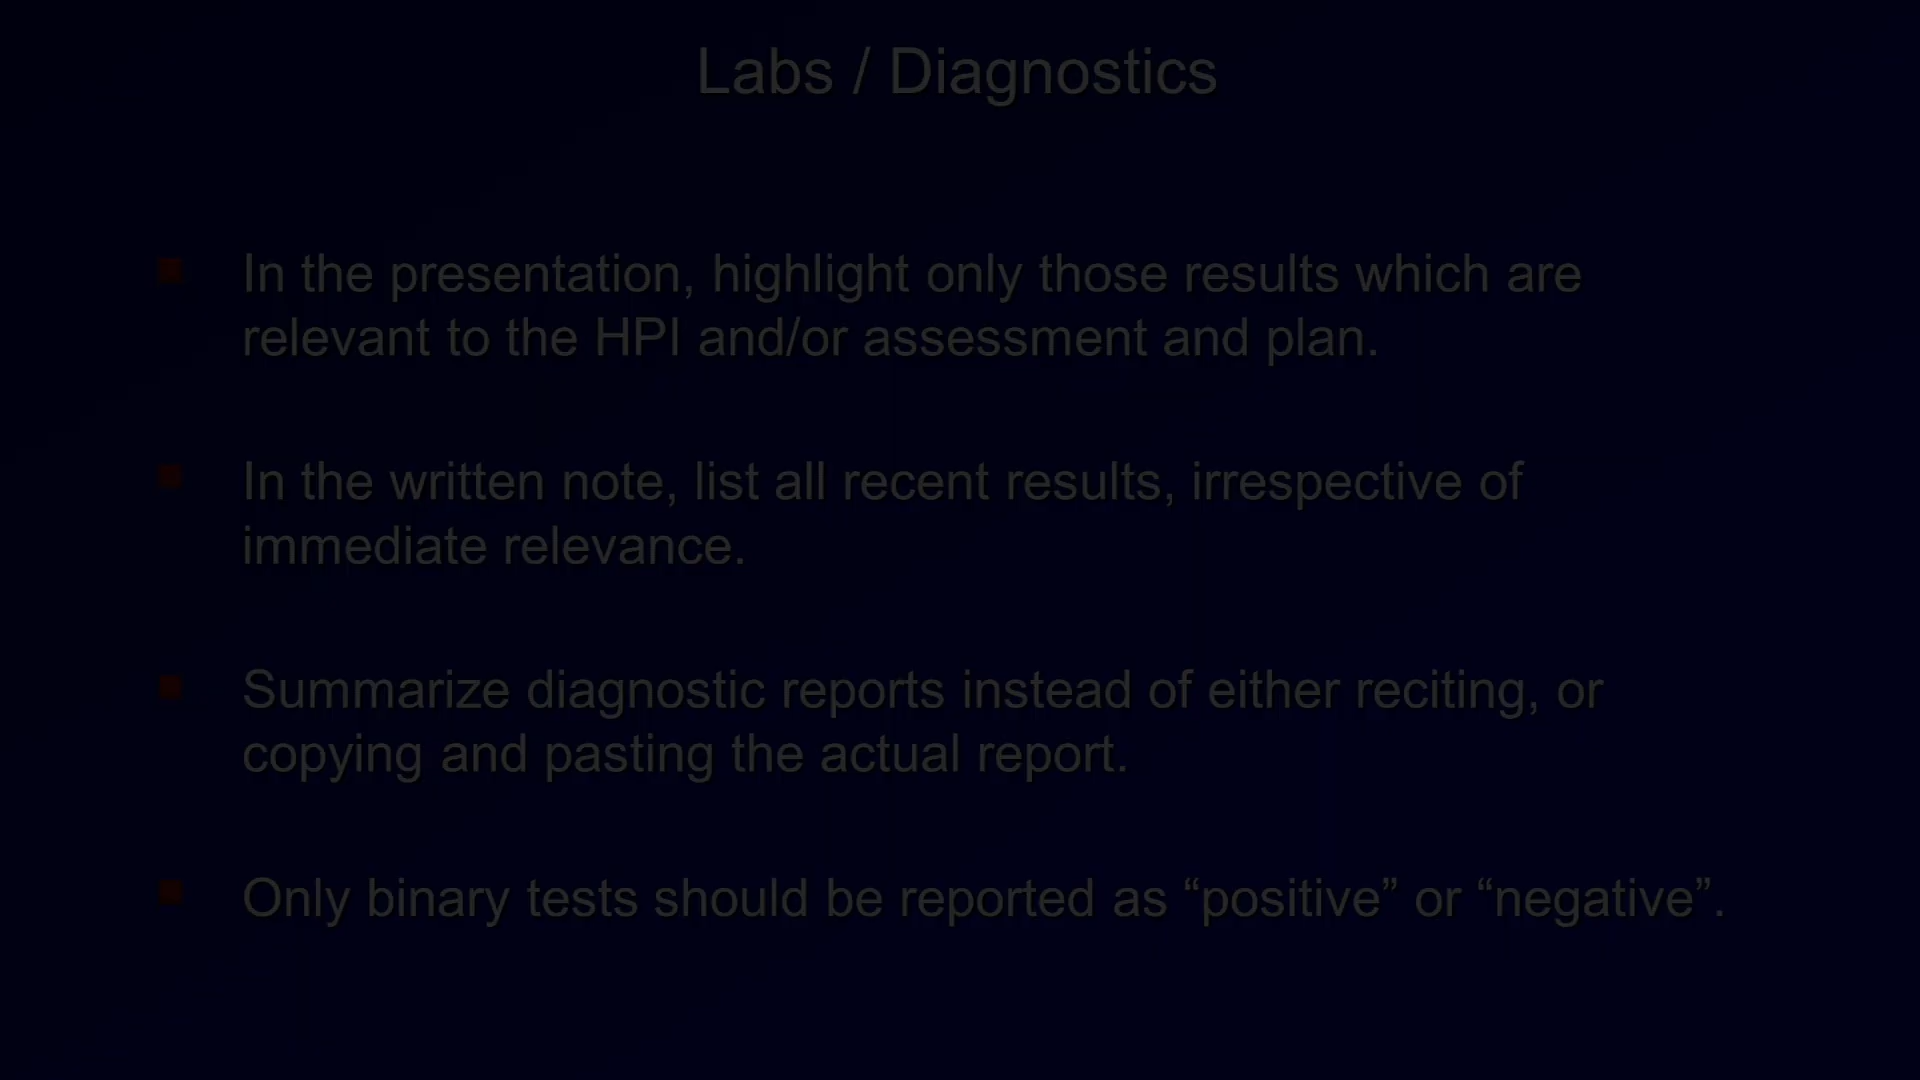 Labs / Diagnostics
In the presentation, highlight only those results which are
relevant to the HPI and/or assessment and plan.
In the written note, list all recent results, irrespective of
immediate relevance.
Summarize diagnostic reports instead of either reciting, or
copying and pasting the actual report.
Only binary tests should be reported as “positive” or “negative”.